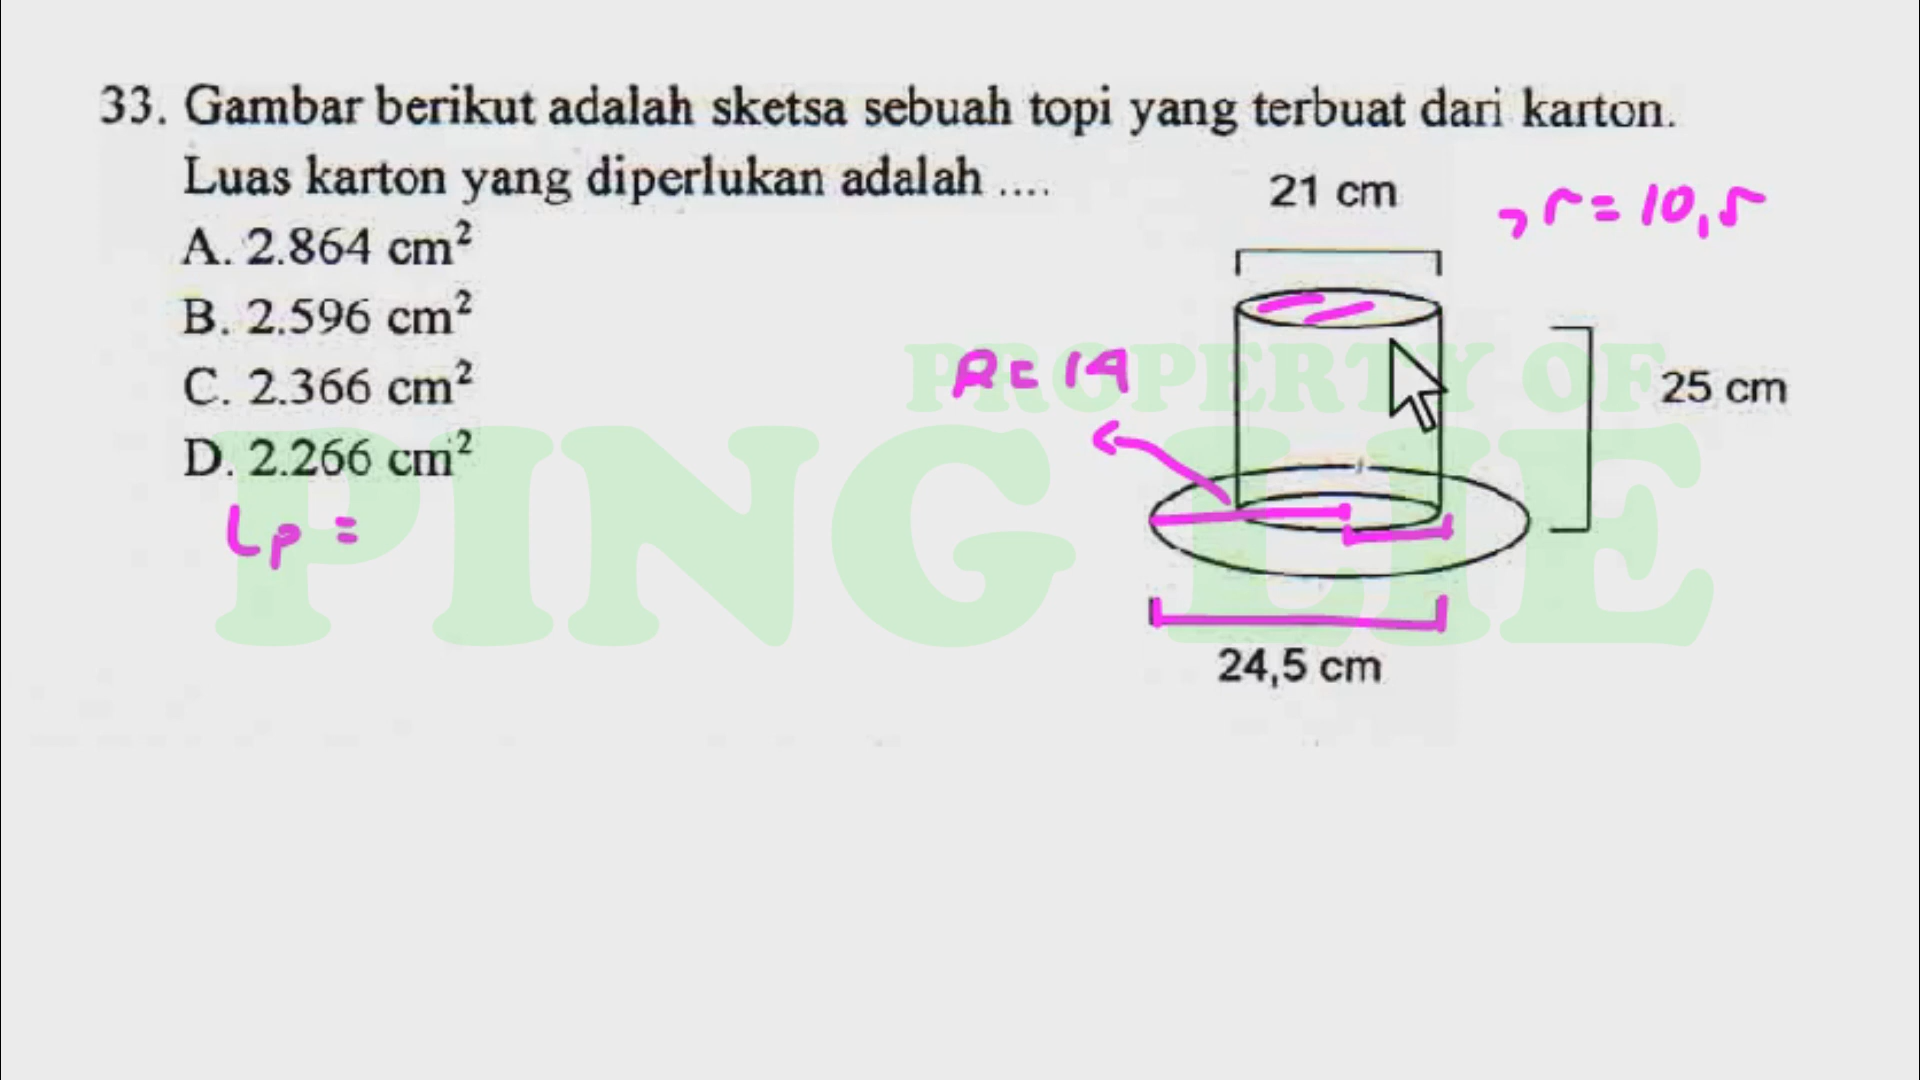 33. Gambar berikut adalah sketsa sebuah topi yang terbuat dari karton.
Luas karton yang diperlukan adalah ....
21 cm
, r = 10,5
A. 2.864 cm²
B. 2.596 cm²
C. 2.366 cm²
D. 2.266 cm²
R = 14
25 cm
PROPERTY OF
PING LIE
Lp =
24,5 cm